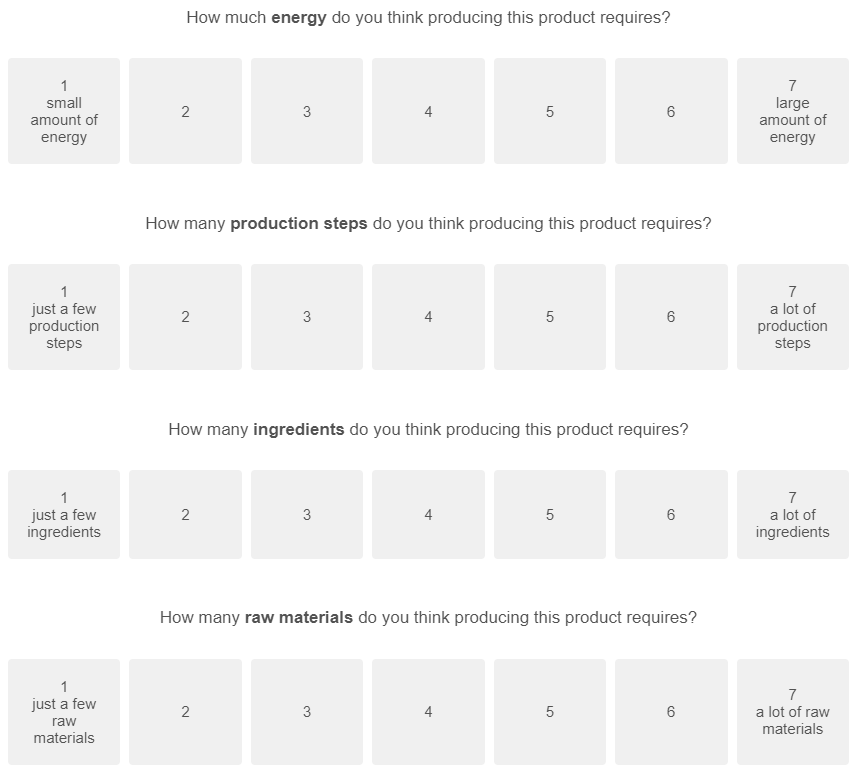 How much energy do you think producing this product requires?
1
small
amount of
energy
2
3
4
5
6
7
large
amount of
energy
How many production steps do you think producing this product requires?
1
just a few
production
steps
2
3
4
5
6
7
a lot of
production
steps
How many ingredients do you think producing this product requires?
1
just a few
ingredients
2
3
4
5
6
7
a lot of
ingredients
How many raw materials do you think producing this product requires?
1
just a few
raw
materials
2
3
4
5
6
7
a lot of raw
materials